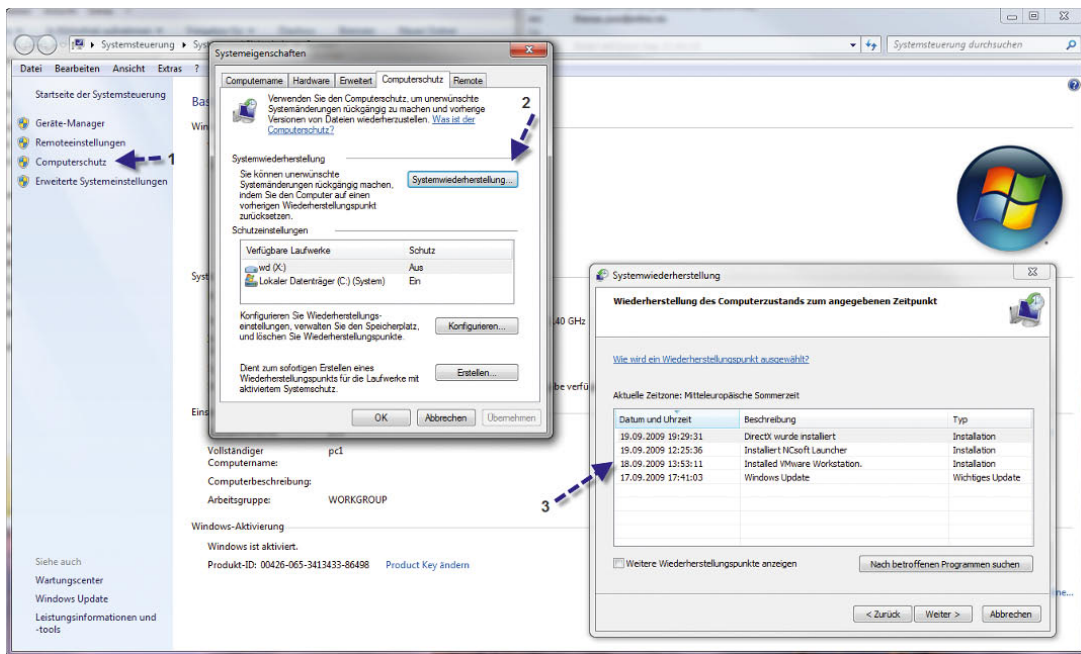 Systemsteuerung
Systemsteuerung durchsuchen
Datei Bearbeiten Ansicht Extras ?
Startseite der Systemsteuerung
Geräte-Manager
Remoteeinstellungen
Computerschutz
1
Erweiterte Systemeinstellungen
Bas
Win
Syst
Eins
Systemeigenschaften
Computername Hardware Erweitert Computerschutz Remote
Verwenden Sie den Computerschutz, um unerwünschte
Systemänderungen rückgängig zu machen und vorherige
Versionen von Dateien wiederherzustellen. Was ist der
Computerschutz?
2
Systemwiederherstellung
Sie können unerwünschte
Systemänderungen rückgängig machen,
indem Sie den Computer auf einen
vorherigen Wiederherstellungspunkt
zurücksetzen.
Systemwiederherstellung...
Schutzeinstellungen
Verfügbare Laufwerke Schutz
wd (X:) Aus
Lokaler Datenträger (C:) (System) Ein
Konfigurieren Sie Wiederherstellungs-
einstellungen, verwalten Sie den Speicherplatz,
und löschen Sie Wiederherstellungspunkte.
Konfigurieren...
Dient zum sofortigen Erstellen eines
Wiederherstellungspunkts für die Laufwerke mit
aktiviertem Systemschutz.
Erstellen...
OK Abbrechen Übernehmen
.40 GHz
be verfü
Vollständiger pc1
Computername:
Computerbeschreibung:
Arbeitsgruppe: WORKGROUP
Windows-Aktivierung
Windows ist aktiviert.
Produkt-ID: 00426-065-3413433-86498 Product Key ändern
Siehe auch
Wartungscenter
Windows Update
Leistungsinformationen und
-tools
3
Systemwiederherstellung
Wiederherstellung des Computerzustands zum angegebenen Zeitpunkt
Wie wird ein Wiederherstellungspunkt ausgewählt?
Aktuelle Zeitzone: Mitteleuropäische Sommerzeit
Datum und Uhrzeit Beschreibung Typ
19.09.2009 19:29:31 DirectX wurde installiert Installation
19.09.2009 12:25:36 Installiert NCsoft Launcher Installation
18.09.2009 13:53:11 Installed VMware Workstation. Installation
17.09.2009 17:41:03 Windows Update Wichtiges Update
Weitere Wiederherstellungspunkte anzeigen
Nach betroffenen Programmen suchen
< Zurück Weiter > Abbrechen
ne...